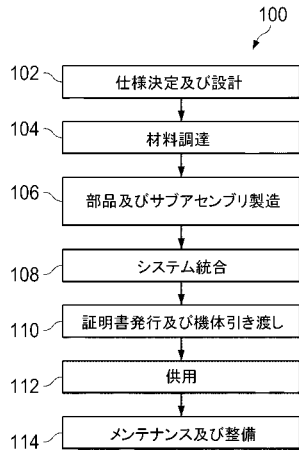 100
102 仕様決定及び設計
104 材料調達
106 部品及びサブアセンブリ製造
108 システム統合
110 証明書発行及び機体引き渡し
112 供用
114 メンテナンス及び整備